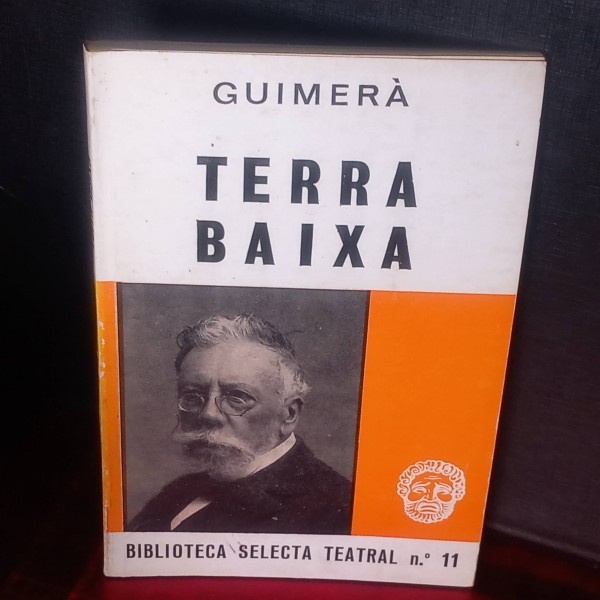 GUIMERÀ
TERRA
BAIXA
BIBLIOTECA SELECTA TEATRAL n.º 11